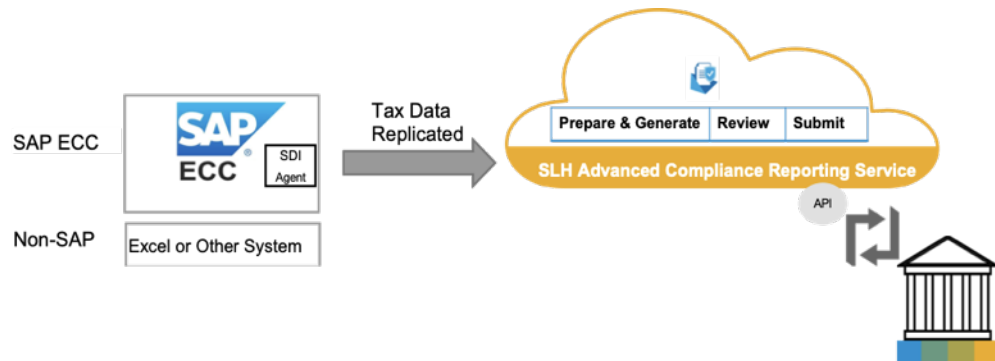 SAP ECC
SAP
®
ECC
SDI
Agent
Non-SAP
Excel or Other System
Tax Data
Replicated
Prepare & Generate
Review
Submit
SLH Advanced Compliance Reporting Service
API